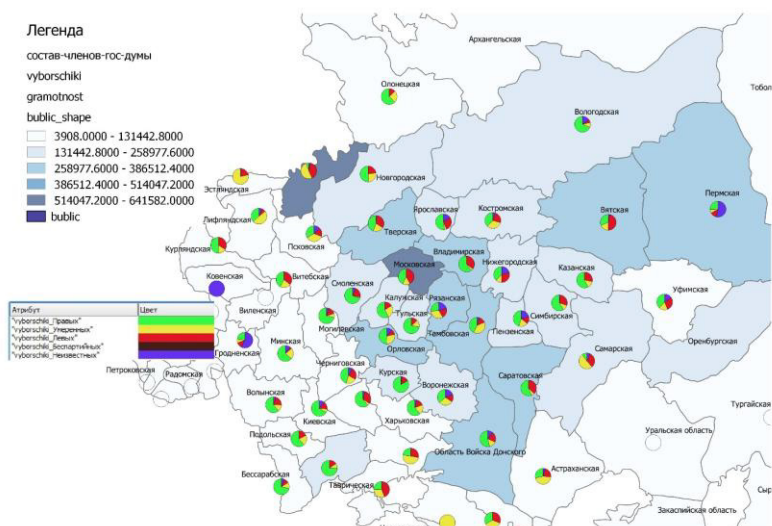 Легенда
состав-членов-гос-думы
vyborschiki
gramotnost
bublic_shape
3908.0000 - 131442.8000
131442.8000 - 258977.6000
258977.6000 - 386512.4000
386512.4000 - 514047.2000
514047.2000 - 641582.0000
bublic
Архангельская
Олонецкая
Тоболь
Вологодская
Новгородская
Эстляндская
Пермская
Лифляндская
Ярославская
Костромская
Вятская
Псковская
Тверская
Курляндская
Владимирская
Московская
Нижегородская
Казанская
Ковенская
Витебская
Смоленская
Уфимская
Калужская
Рязанская
Атрибут
Цвет
"vyborschiki_Правых"
"vyborschiki_Умеренных"
"vyborschiki_Левых"
"vyborschiki_Беспартийных"
"vyborschiki_Неизвестных"
Виленская
Могилевская
Тульская
Тамбовская
Пензенская
Симбирская
Оренбургская
Гродненская
Минская
Орловская
Самарская
Петроковская
Радомская
Черниговская
Курская
Воронежская
Саратовская
Тургайская
Волынская
Киевская
Харьковская
Уральская область
Подольская
Область Войска Донского
Бессарабская
Таврическая
Астраханская
Сыр
Закаспийская область